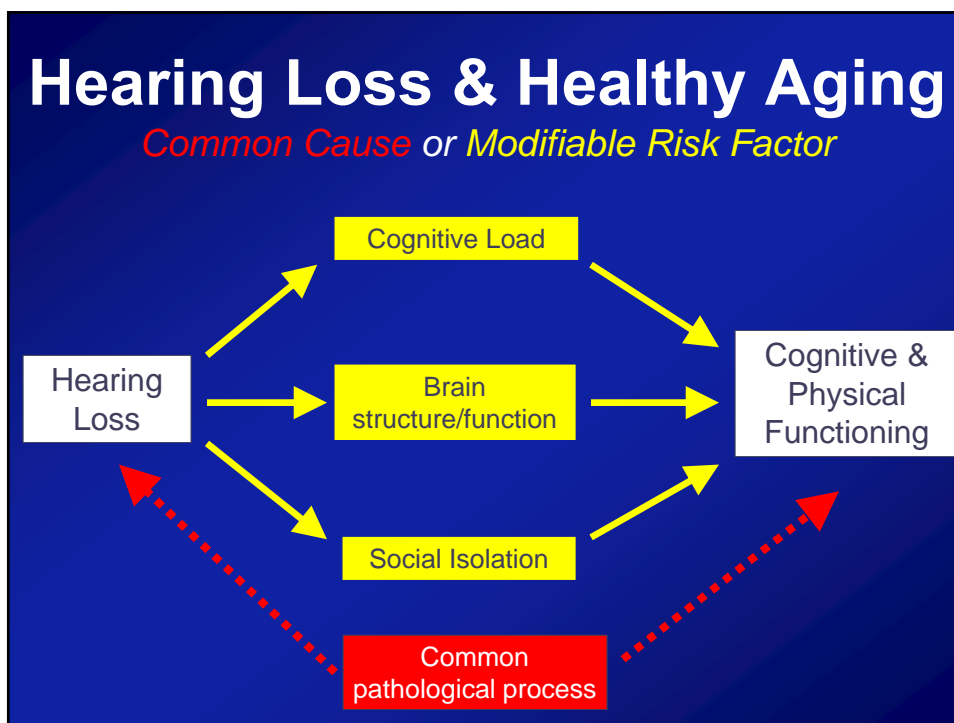 Hearing Loss & Healthy Aging
Common Cause or Modifiable Risk Factor
Cognitive Load
Hearing
Loss
Brain
structure/function
Cognitive &
Physical
Functioning
Social Isolation
Common
pathological process